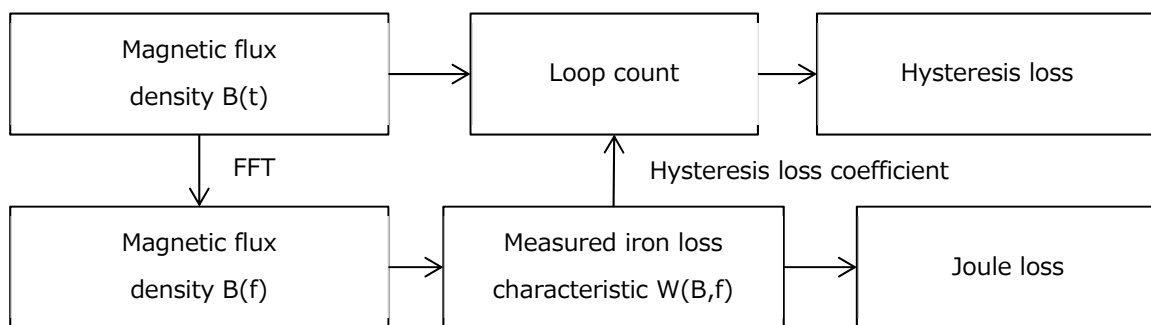 Magnetic flux
density B(t)
Loop count
Hysteresis loss
FFT
Hysteresis loss coefficient
Magnetic flux
density B(f)
Measured iron loss
characteristic W(B,f)
Joule loss